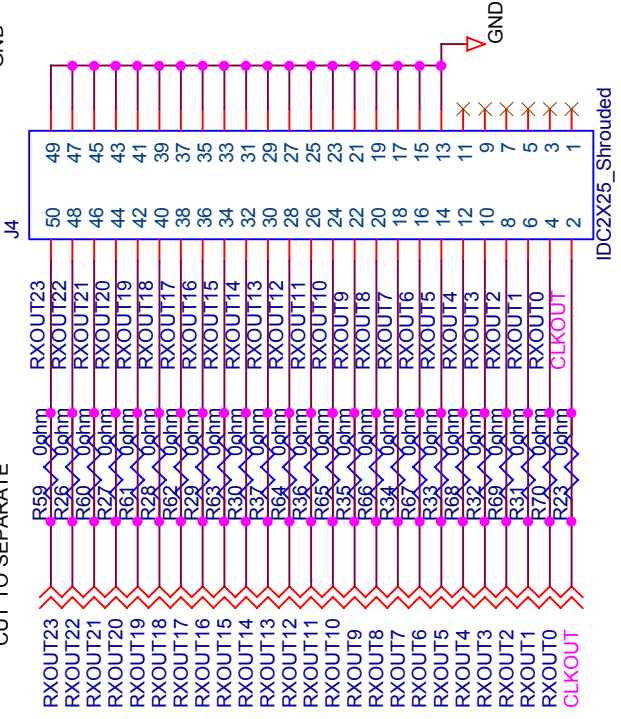 CUT TO SEPARATE GND
J4
RXOUT23 R59 0ohm RXOUT23 50 49
RXOUT22 R26 0ohm RXOUT22 48 47
RXOUT21 R60 0ohm RXOUT21 46 45
RXOUT20 R27 0ohm RXOUT20 44 43
RXOUT19 R61 0ohm RXOUT19 42 41
RXOUT18 R28 0ohm RXOUT18 40 39
RXOUT17 R62 0ohm RXOUT17 38 37
RXOUT16 R29 0ohm RXOUT16 36 35
RXOUT15 R63 0ohm RXOUT15 34 33
RXOUT14 R30 0ohm RXOUT14 32 31
RXOUT13 R37 0ohm RXOUT13 30 29
RXOUT12 R64 0ohm RXOUT12 28 27
RXOUT11 R36 0ohm RXOUT11 26 25
RXOUT10 R65 0ohm RXOUT10 24 23
RXOUT9 R35 0ohm RXOUT9 22 21
RXOUT8 R66 0ohm RXOUT8 20 19
RXOUT7 R34 0ohm RXOUT7 18 17
RXOUT6 R67 0ohm RXOUT6 16 15
RXOUT5 R33 0ohm RXOUT5 14 13
RXOUT4 R68 0ohm RXOUT4 12 11
RXOUT3 R32 0ohm RXOUT3 10 9
RXOUT2 R69 0ohm RXOUT2 8 7
RXOUT1 R31 0ohm RXOUT1 6 5
RXOUT0 R70 0ohm RXOUT0 4 3
CLKOUT R23 0ohm CLKOUT 2 1
GND
IDC2X25_Shrouded